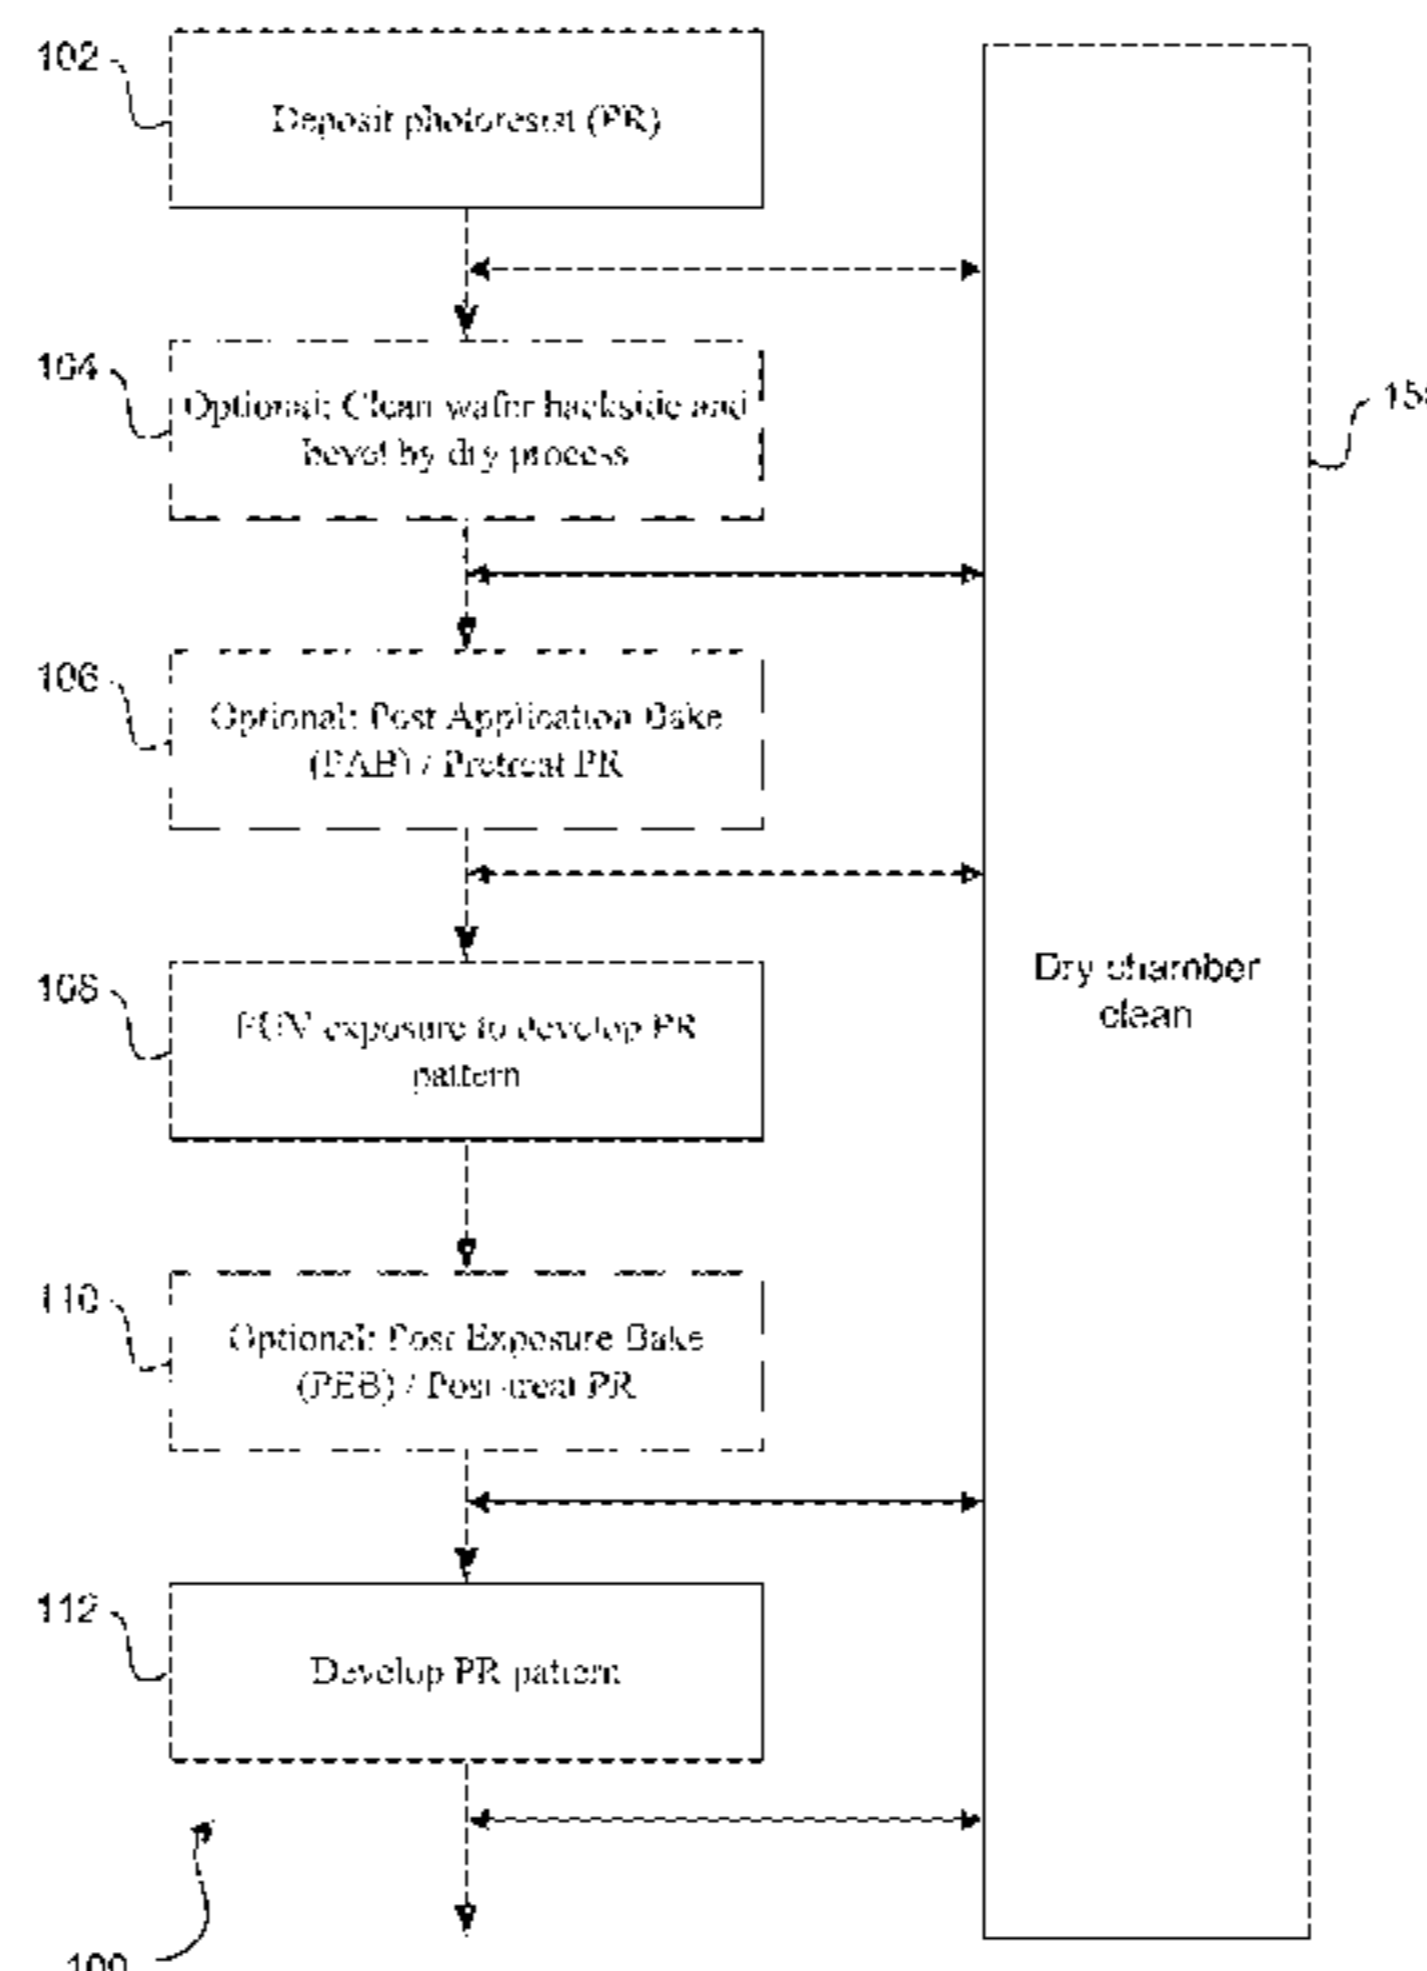 102
Deposit photoresist (PR)
104
Optional: Clean wafer backside and
bevel by dry process
106
Optional: Post Application Bake
(PAB) / Pretreat PR
108
EUV exposure to develop PR
pattern
110
Optional: Post Exposure Bake
(PEB) / Post-treat PR
112
Develop PR pattern
Dry chamber
clean
100